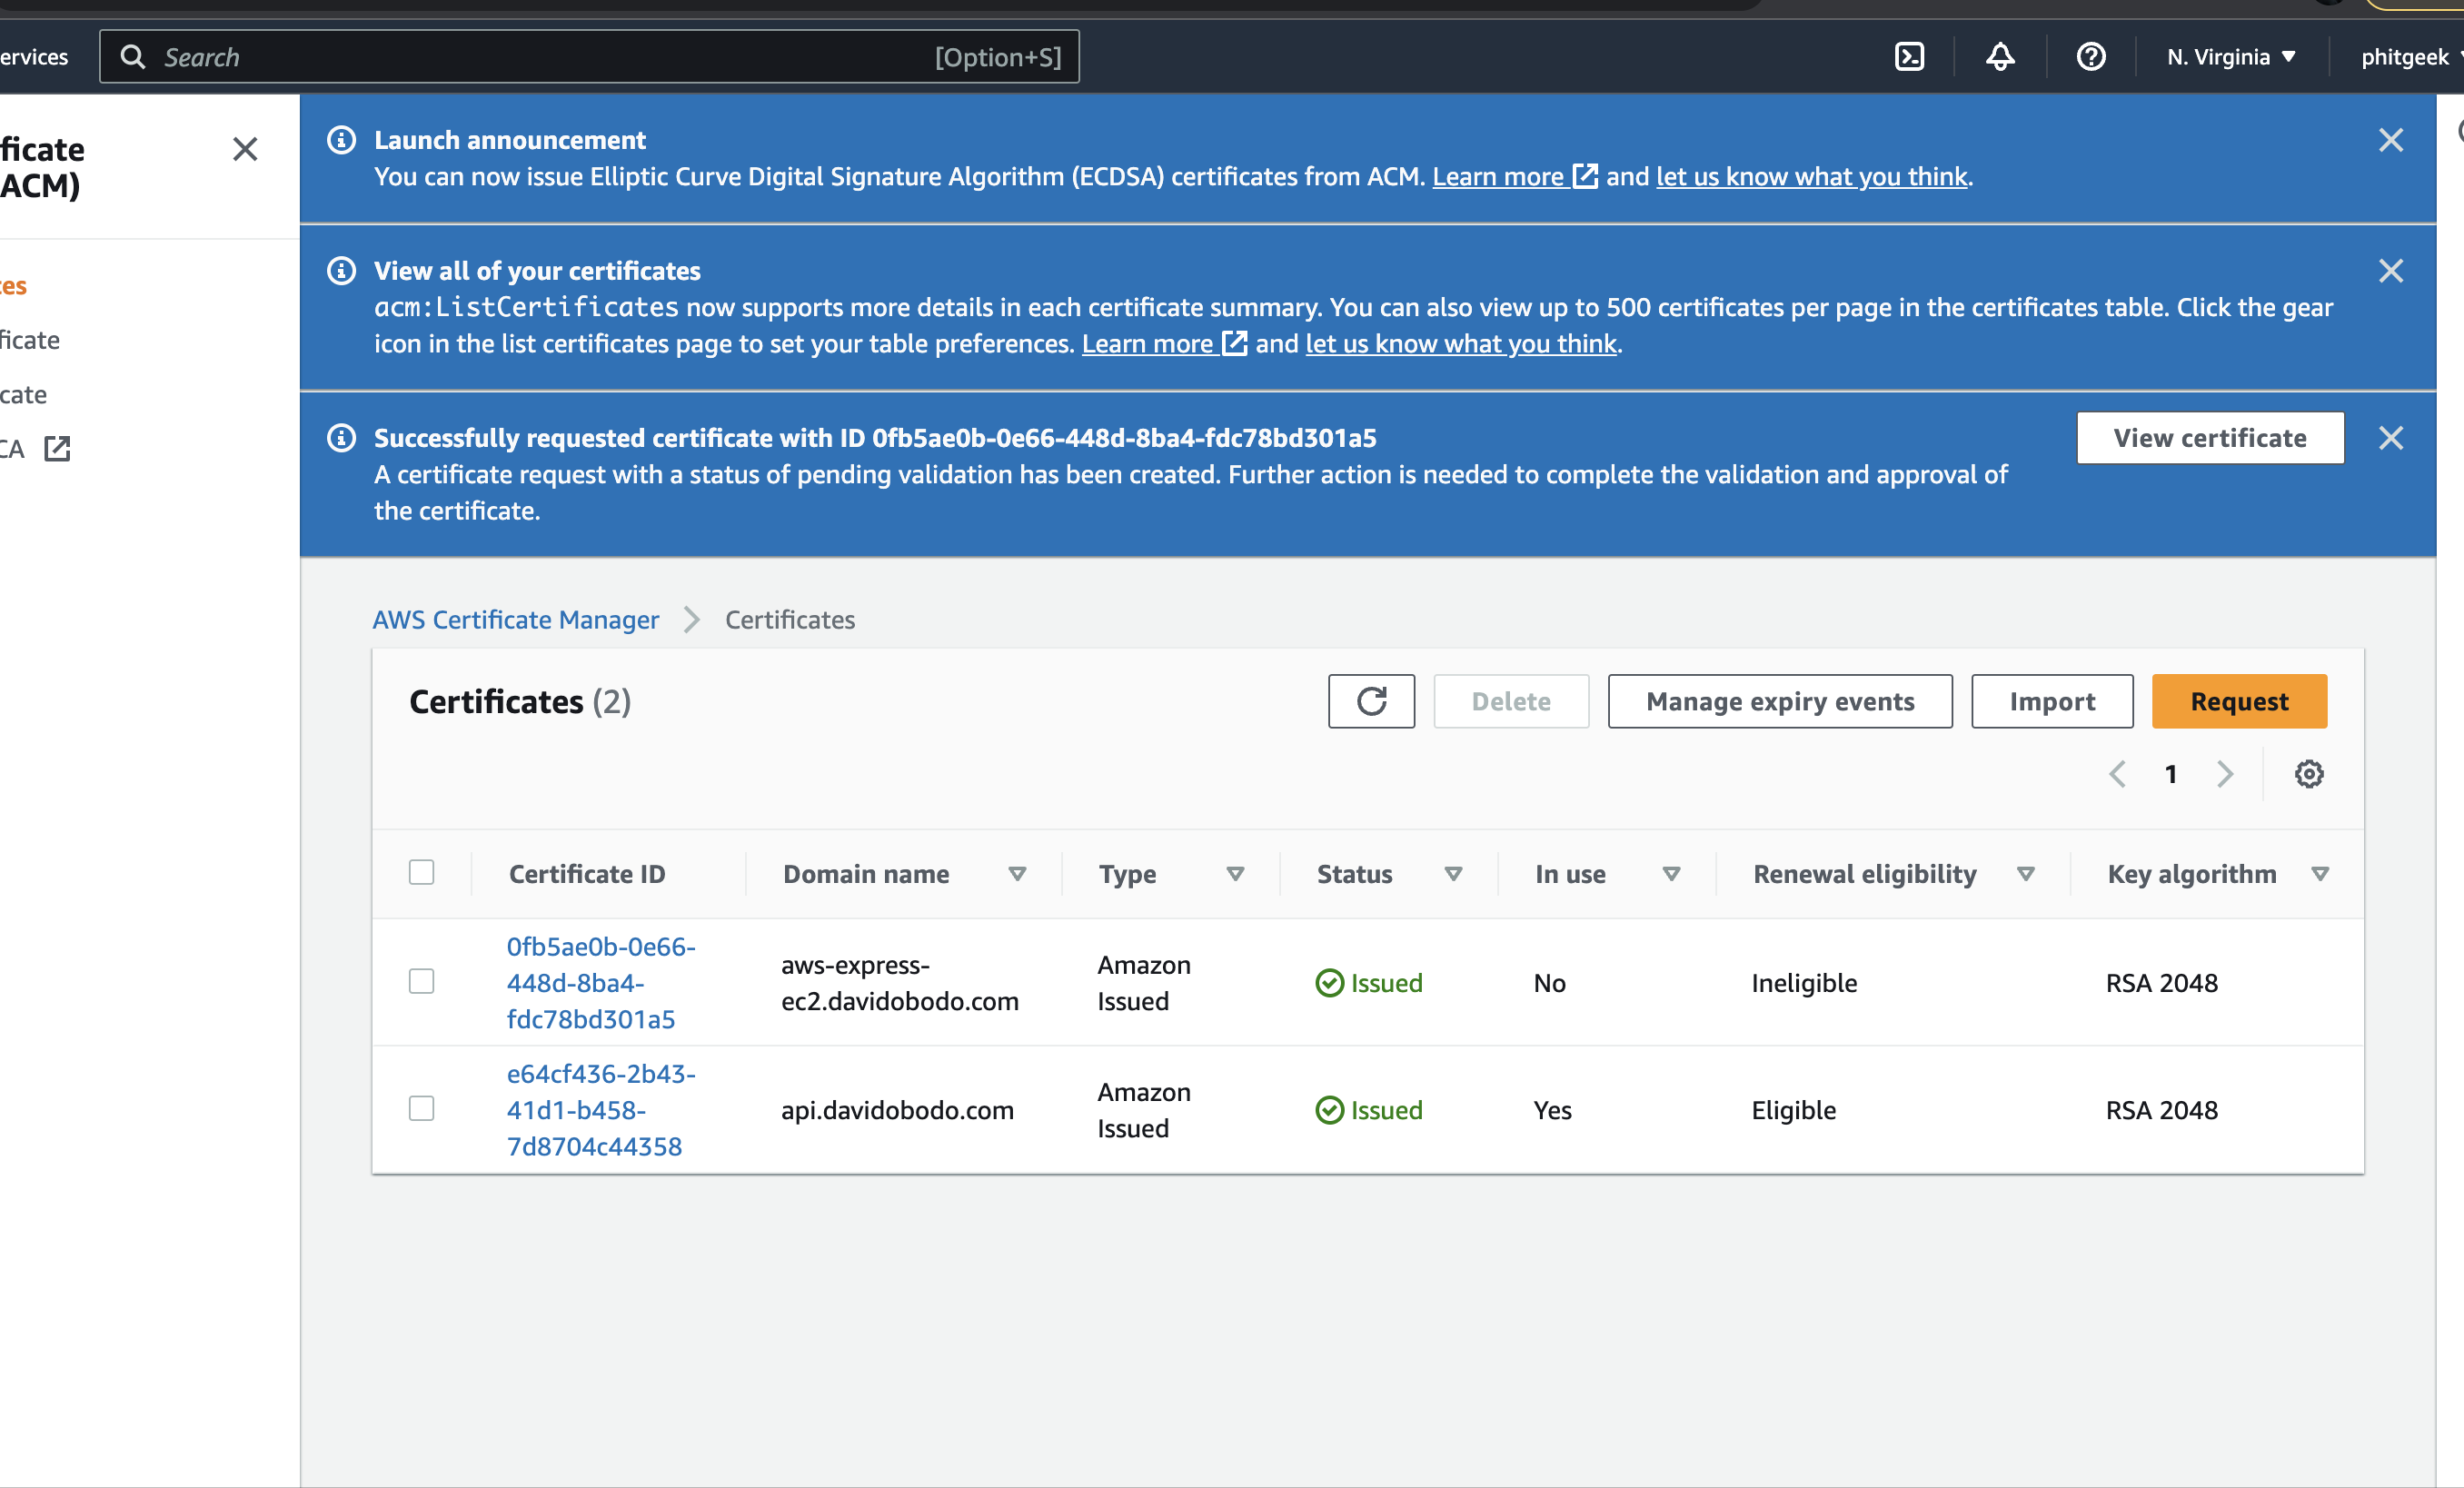 ervices
Search
[Option+S]
N. Virginia
phitgeek
ficate
ACM)
es
ficate
cate
CA
Launch announcement
You can now issue Elliptic Curve Digital Signature Algorithm (ECDSA) certificates from ACM. Learn more and let us know what you think.
View all of your certificates
acm:ListCertificates now supports more details in each certificate summary. You can also view up to 500 certificates per page in the certificates table. Click the gear
icon in the list certificates page to set your table preferences. Learn more and let us know what you think.
Successfully requested certificate with ID 0fb5ae0b-0e66-448d-8ba4-fdc78bd301a5
View certificate
A certificate request with a status of pending validation has been created. Further action is needed to complete the validation and approval of
the certificate.
AWS Certificate Manager
Certificates
Certificates (2)
Delete
Manage expiry events
Import
Request
1
Certificate ID
Domain name
Type
Status
In use
Renewal eligibility
Key algorithm
0fb5ae0b-0e66-
448d-8ba4-
fdc78bd301a5
aws-express-
ec2.davidobodo.com
Amazon
Issued
Issued
No
Ineligible
RSA 2048
e64cf436-2b43-
41d1-b458-
7d8704c44358
api.davidobodo.com
Amazon
Issued
Issued
Yes
Eligible
RSA 2048